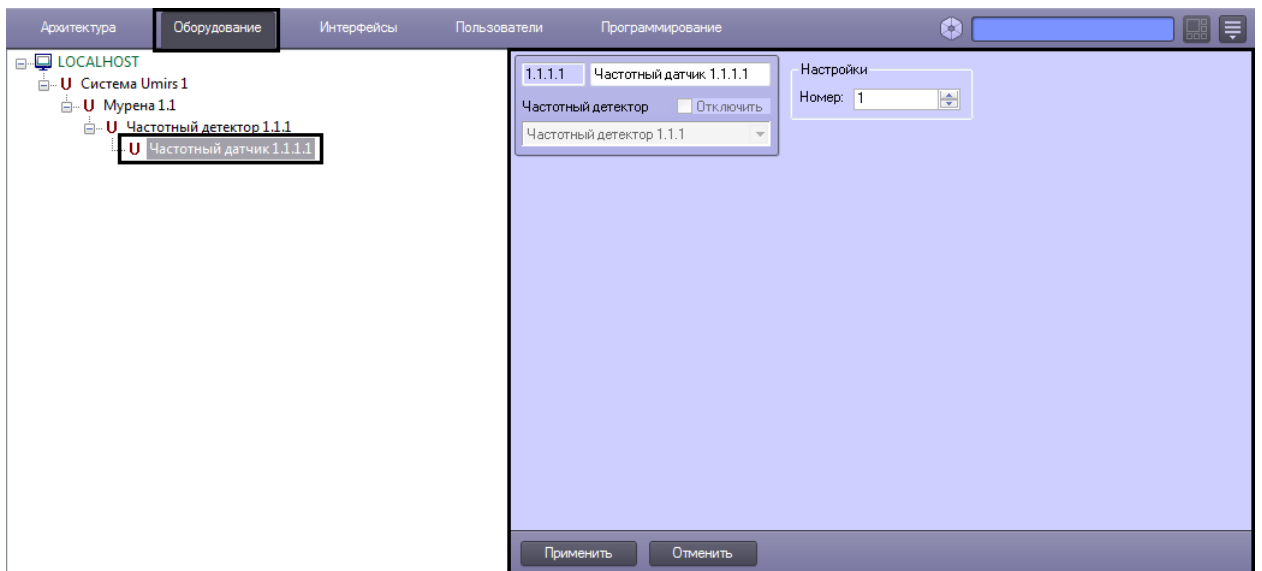 Архитектура Оборудование Интерфейсы Пользователи Программирование
LOCALHOST
U Система Umirs 1
U Мурена 1.1
U Частотный детектор 1.1.1
U Частотный датчик 1.1.1.1
1.1.1.1 Частотный датчик 1.1.1.1
Частотный детектор Отключить
Частотный детектор 1.1.1
Настройки
Номер: 1
Применить Отменить